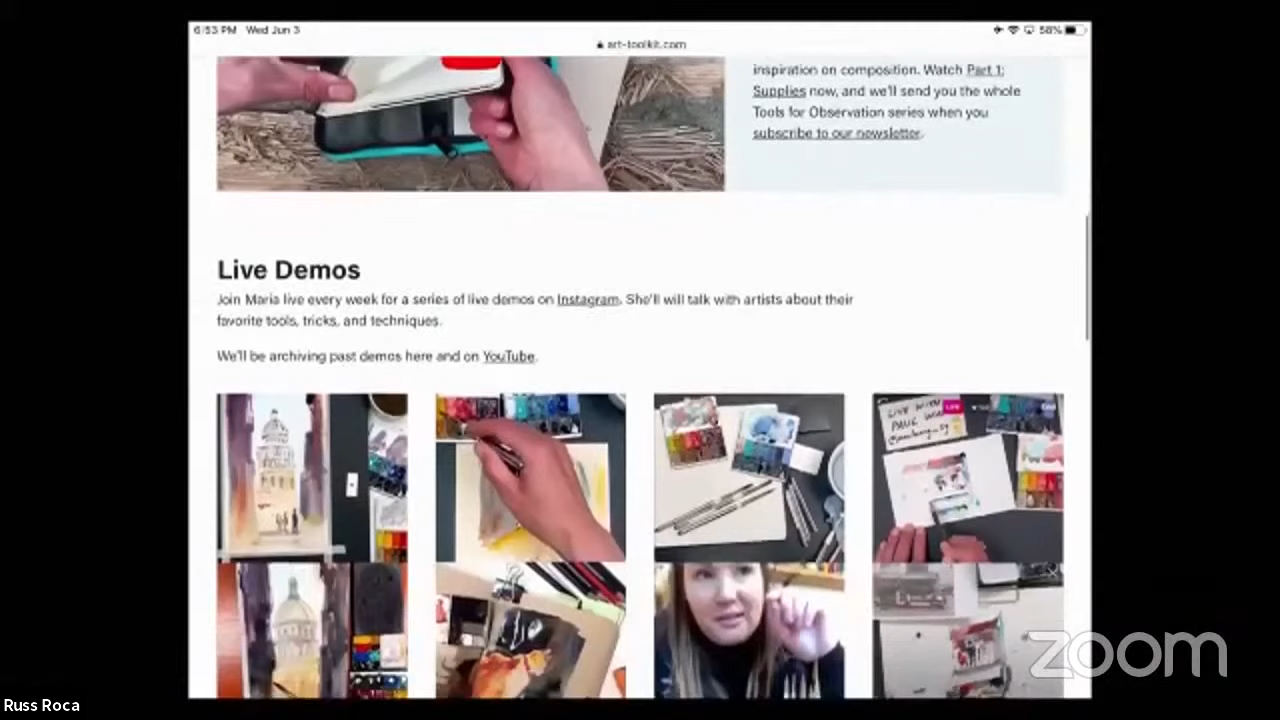 6:53 PM Wed Jun 3
58%
art-toolkit.com
inspiration on composition. Watch Part 1:
Supplies now, and we'll send you the whole
Tools for Observation series when you
subscribe to our newsletter.
Live Demos
Join Maria live every week for a series of live demos on Instagram. She'll will talk with artists about their
favorite tools, tricks, and techniques.
We'll be archiving past demos here and on YouTube.
LIVE WITH
PAUL
zoom
Russ Roca